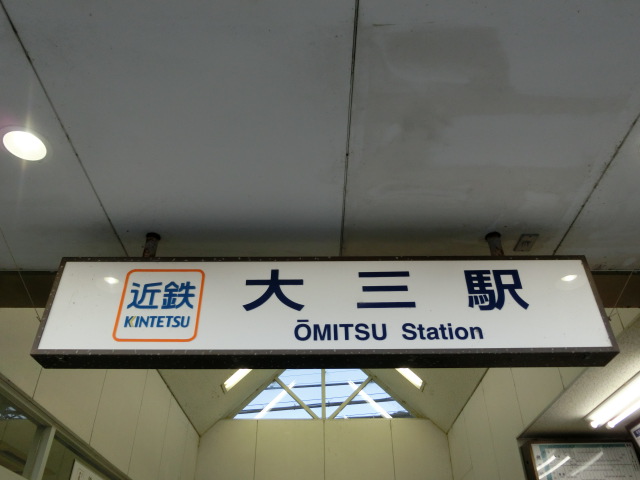 近鉄
KINTETSU
大三駅
ŌMITSU Station